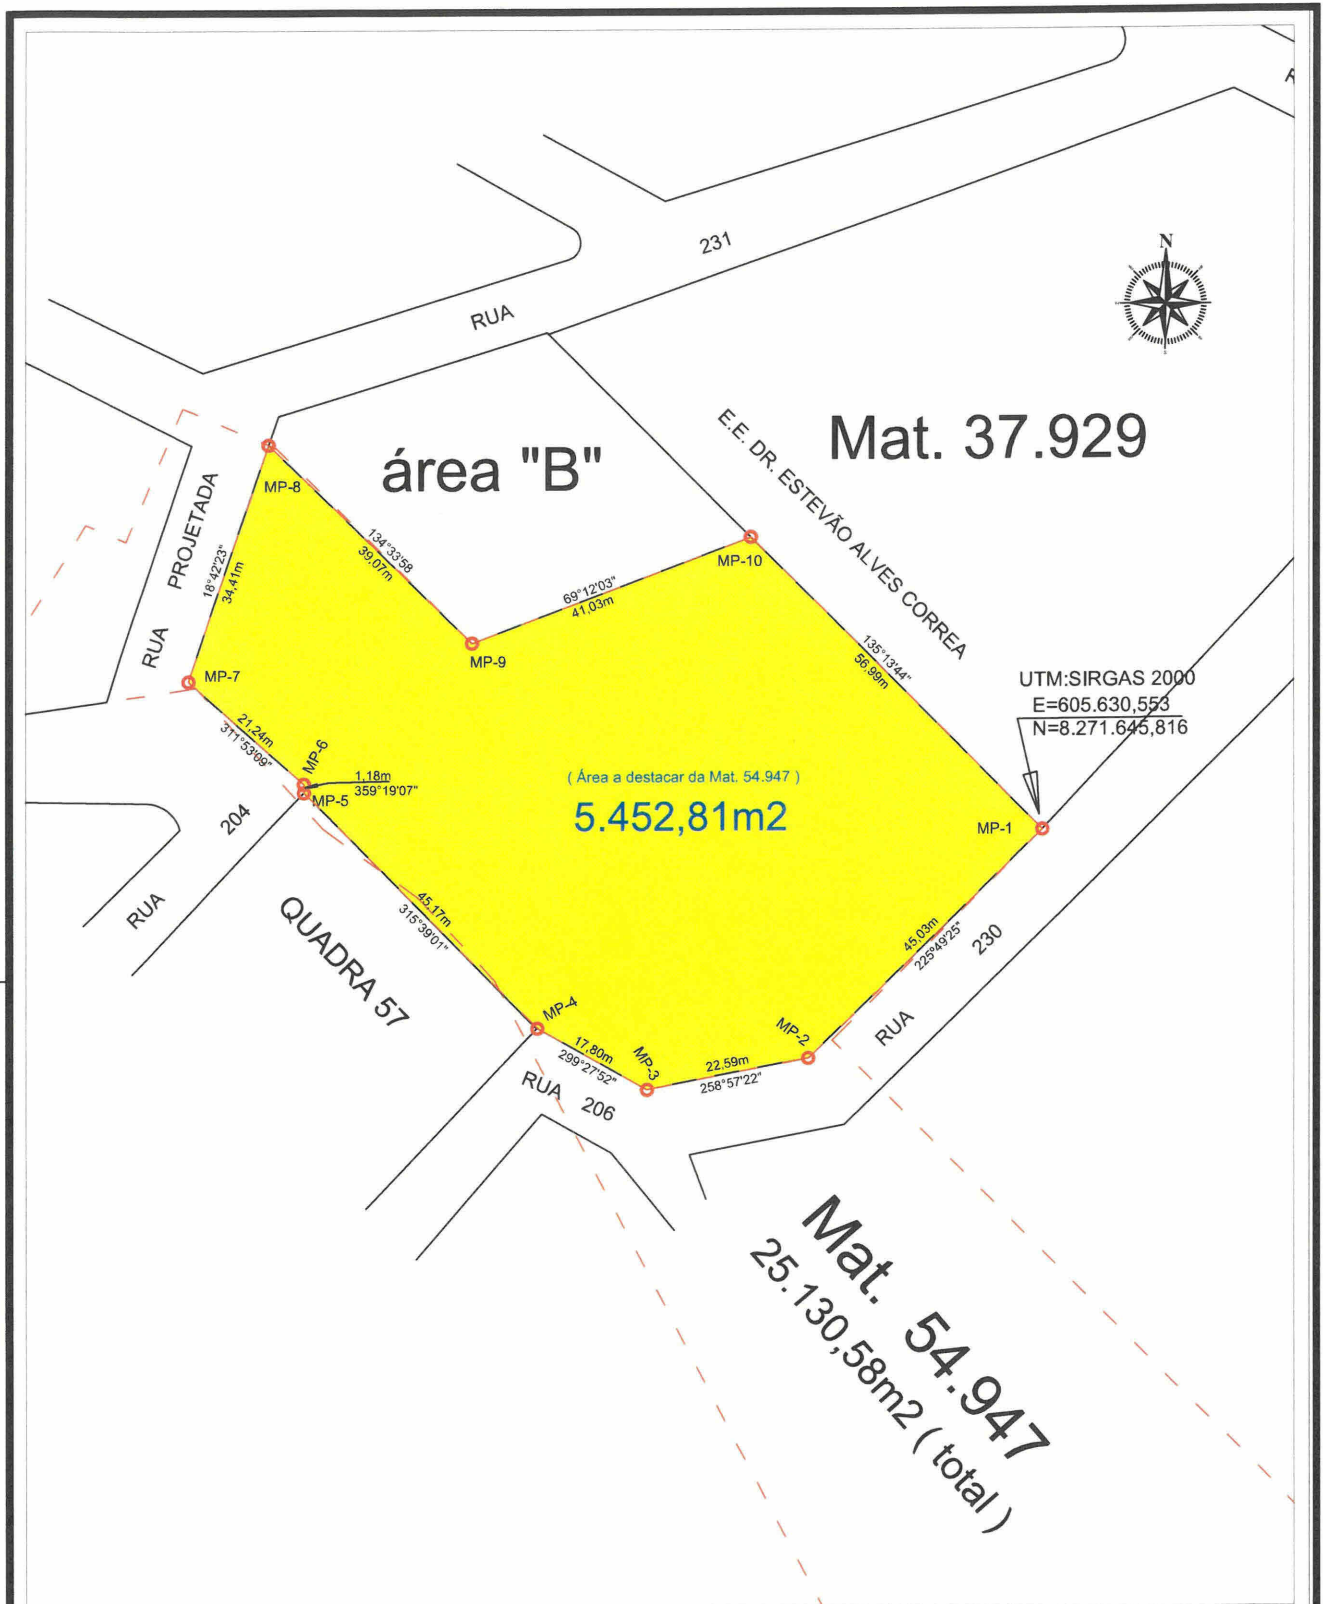 231
RUA
N
Mat. 37.929
E.E. DR. ESTEVÃO ALVES CORREA
área "B"
MP-8
RUA PROJETADA
18°42'23"
34,41m
134°33'58
39,07m
MP-10
69°12'03"
41,03m
MP-9
135°13'44"
56,99m
MP-7
UTM:SIRGAS 2000
E=605.630,553
N=8.271.645,816
21,24m
311°53'09"
MP-6
1,18m
359°19'07"
MP-5
( Área a destacar da Mat. 54.947 )
5.452,81m2
MP-1
204
RUA
QUADRA 57
45,17m
315°39'01"
45,03m
225°49'25"
230
RUA
MP-4
MP-2
MP-3
17,80m
299°27'52"
22,59m
258°57'22"
RUA 206
Mat. 54.947
25.130,58m2 ( total )